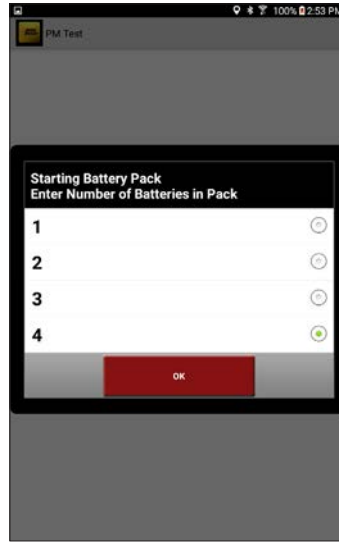 100% 2:53 PM
PM Test
Starting Battery Pack
Enter Number of Batteries in Pack
1
2
3
4
OK